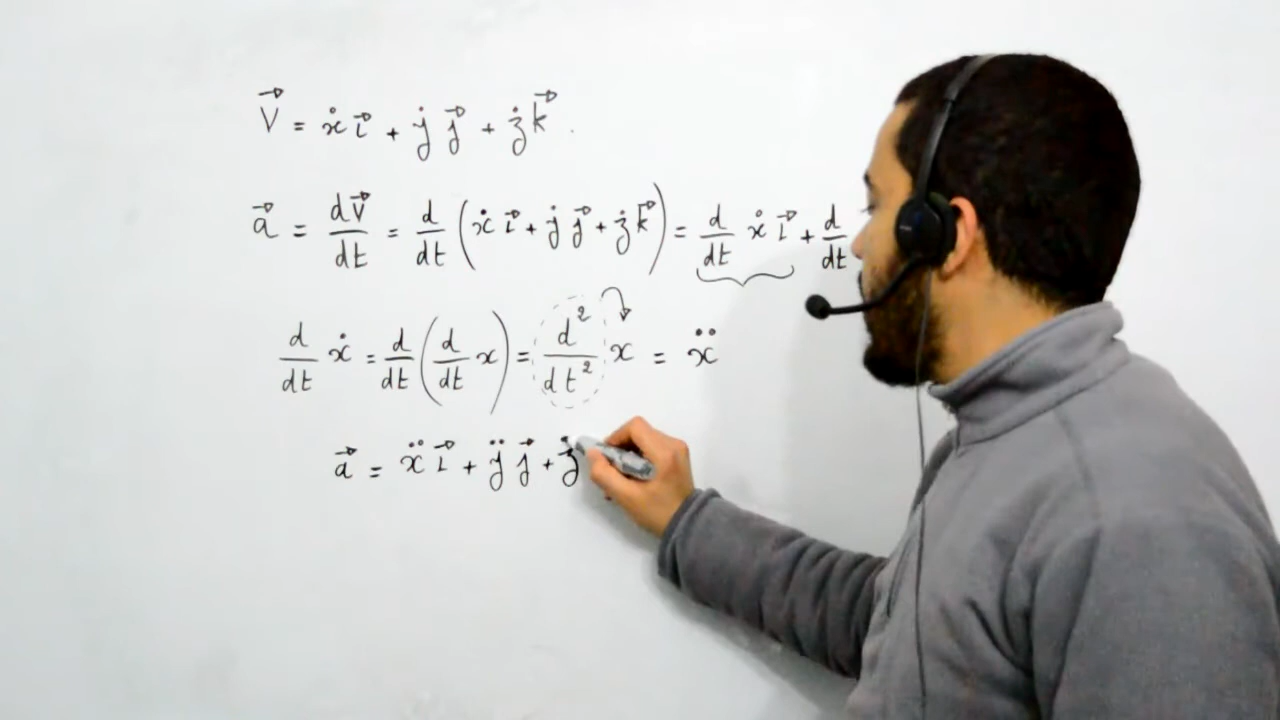 V⃗ = ẋ i⃗ + ẏ j⃗ + ż k⃗ .
a⃗ = dV⃗/dt = d/dt (ẋ i⃗ + ẏ j⃗ + ż k⃗) = d/dt ẋ i⃗ + d/dt
d/dt ẋ = d/dt (d/dt x) = d²/dt² x = ẍ
a⃗ = ẍ i⃗ + ÿ j⃗ + ż